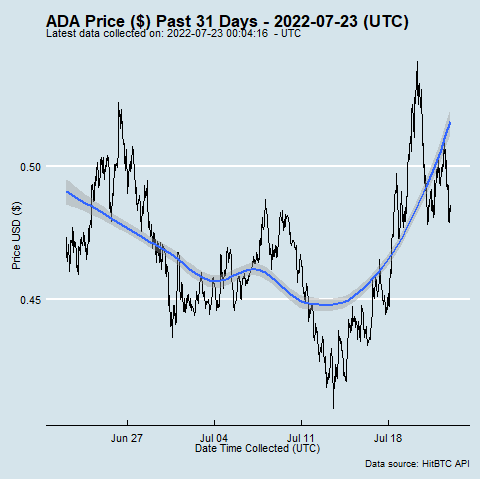 ADA Price ($) Past 31 Days - 2022-07-23 (UTC)
Latest data collected on: 2022-07-23 00:04:16 - UTC
0.50
0.45
Price USD ($)
Jun 27 Jul 04 Jul 11 Jul 18
Date Time Collected (UTC)
Data source: HitBTC API